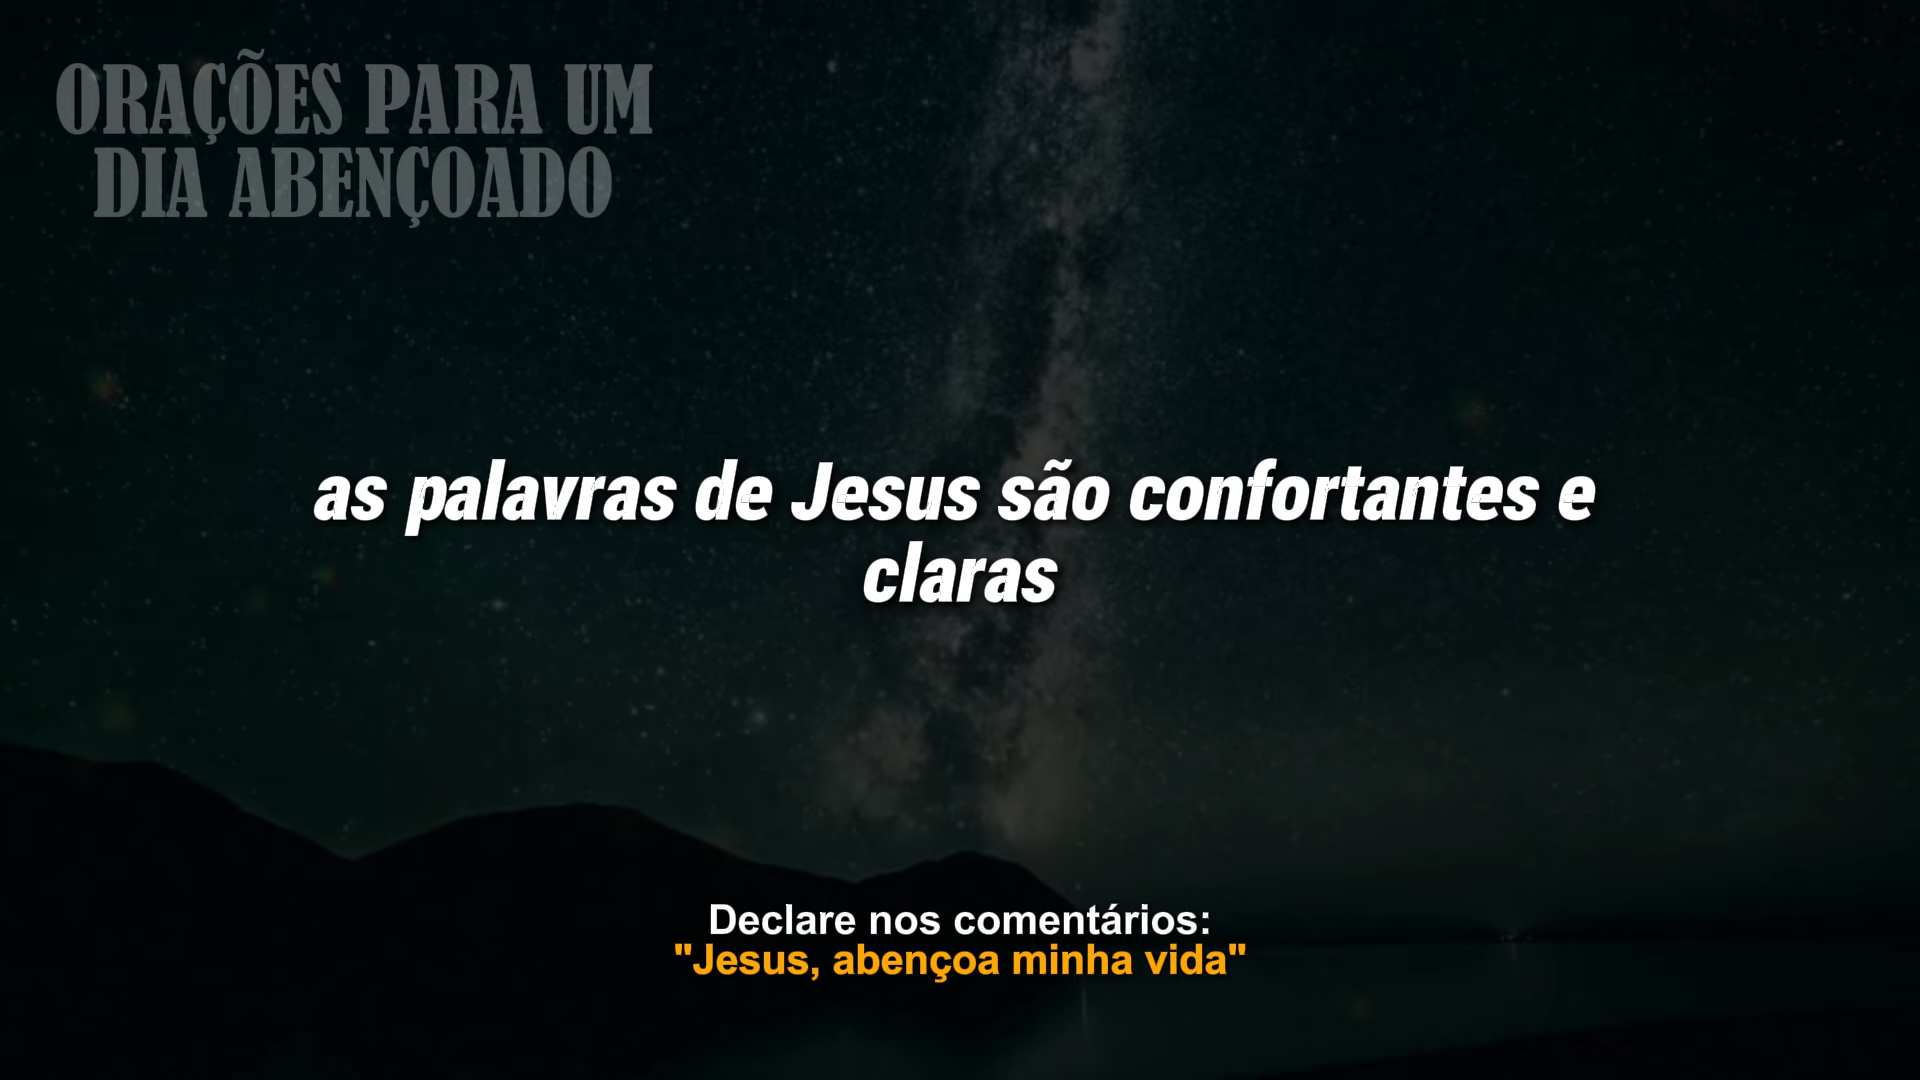 ORAÇÕES PARA UM
DIA ABENÇOADO
as palavras de Jesus são confortantes e
claras
Declare nos comentários:
"Jesus, abençoa minha vida"